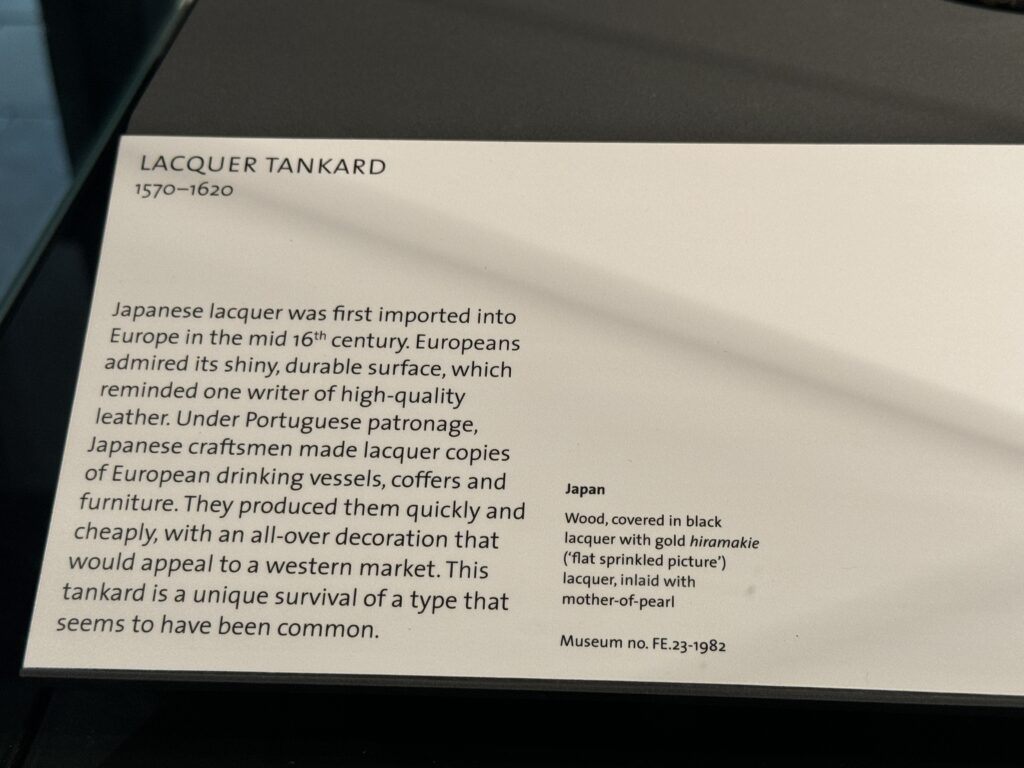 LACQUER TANKARD
1570–1620
Japanese lacquer was first imported into
Europe in the mid 16th century. Europeans
admired its shiny, durable surface, which
reminded one writer of high-quality
leather. Under Portuguese patronage,
Japanese craftsmen made lacquer copies
of European drinking vessels, coffers and
furniture. They produced them quickly and
cheaply, with an all-over decoration that
would appeal to a western market. This
tankard is a unique survival of a type that
seems to have been common.
Japan
Wood, covered in black
lacquer with gold hiramakie
(‘flat sprinkled picture’)
lacquer, inlaid with
mother-of-pearl
Museum no. FE.23-1982